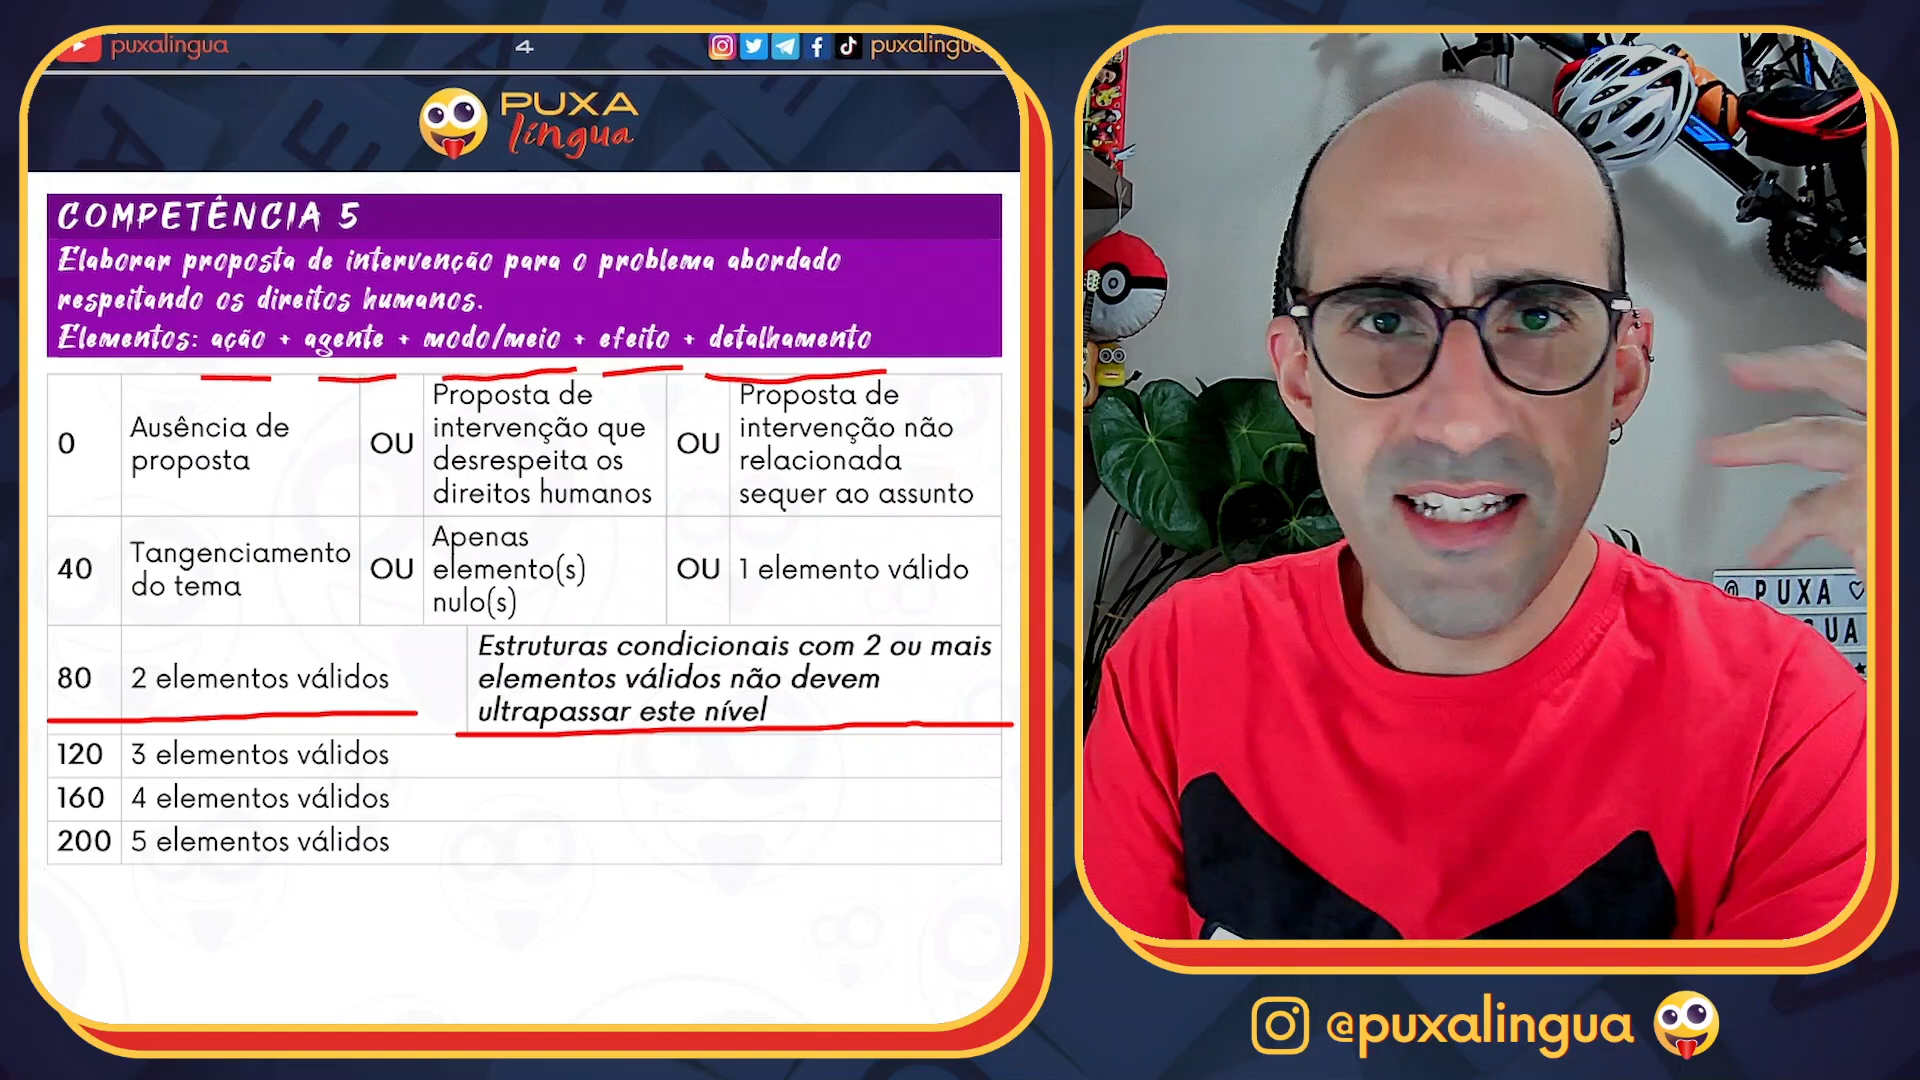 puxalingua
4
puxalingua
PUXA
língua
COMPETÊNCIA 5
Elaborar proposta de intervenção para o problema abordado
respeitando os direitos humanos.
Elementos: ação + agente + modo/meio + efeito + detalhamento
0
Ausência de
proposta
OU
Proposta de
intervenção que
desrespeita os
direitos humanos
OU
Proposta de
intervenção não
relacionada
sequer ao assunto
40
Tangenciamento
do tema
OU
Apenas
elemento(s)
nulo(s)
OU
1 elemento válido
80
2 elementos válidos
Estruturas condicionais com 2 ou mais
elementos válidos não devem
ultrapassar este nível
120 3 elementos válidos
160 4 elementos válidos
200 5 elementos válidos
@ PUXA ♡
GUA
@puxalingua